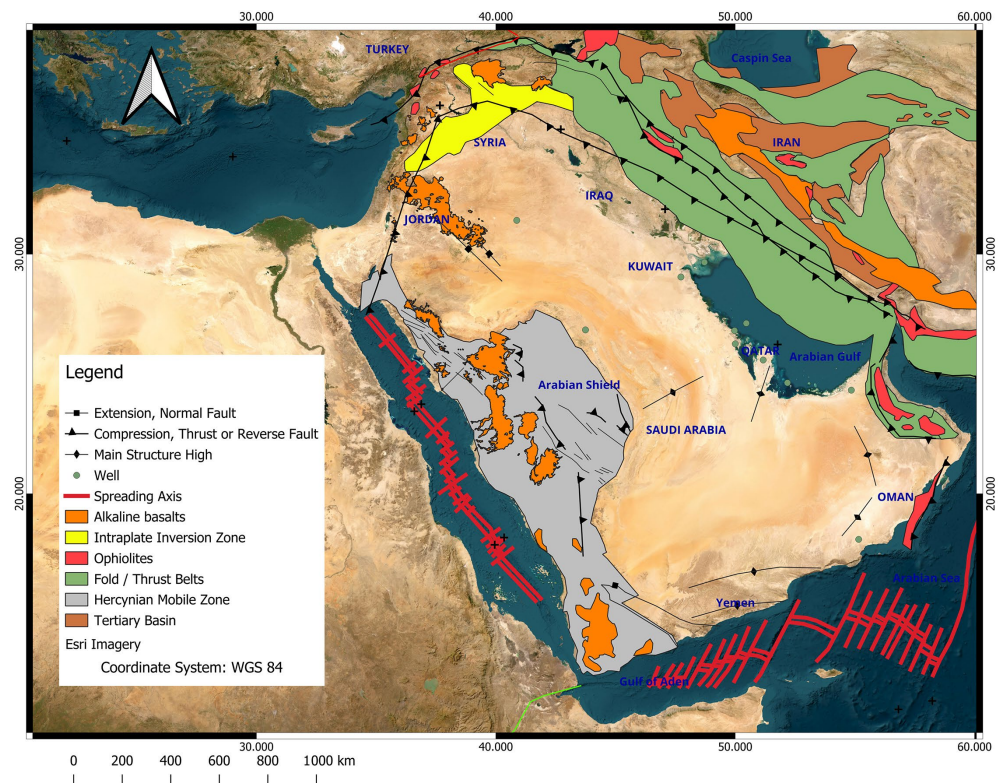 30.000 40.000 50.000 60.000
TURKEY
Caspin Sea
SYRIA
IRAN
IRAQ
JORDAN
30.000
30.000
KUWAIT
QATAR
Arabian Gulf
Arabian Shield
SAUDI ARABIA
20.000
OMAN
20.000
Arabian Sea
Yemen
Gulf of Aden
Legend
Extension, Normal Fault
Compression, Thrust or Reverse Fault
Main Structure High
Well
Spreading Axis
Alkaline basalts
Intraplate Inversion Zone
Ophiolites
Fold / Thrust Belts
Hercynian Mobile Zone
Tertiary Basin
Esri Imagery
Coordinate System: WGS 84
30.000 40.000 50.000 60.000
0 200 400 600 800 1000 km